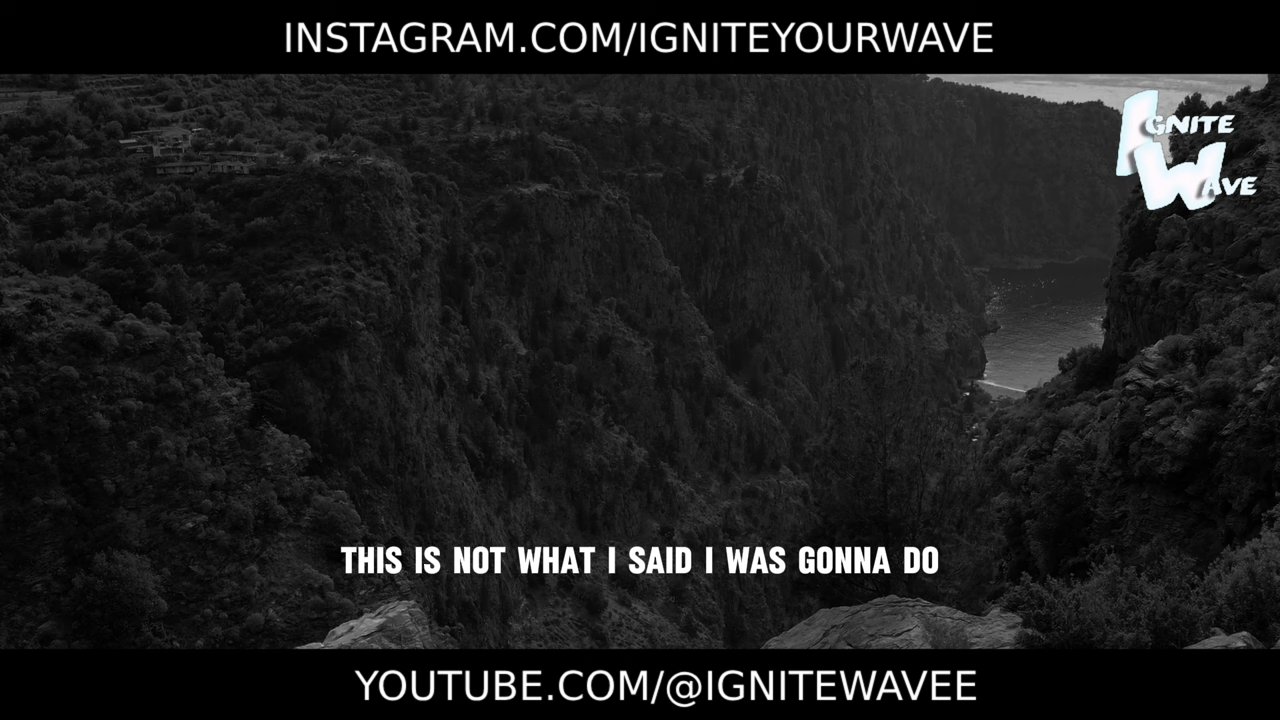 INSTAGRAM.COM/IGNITEYOURWAVE
IGNITE
WAVE
THIS IS NOT WHAT I SAID I WAS GONNA DO
YOUTUBE.COM/@IGNITEWAVEE